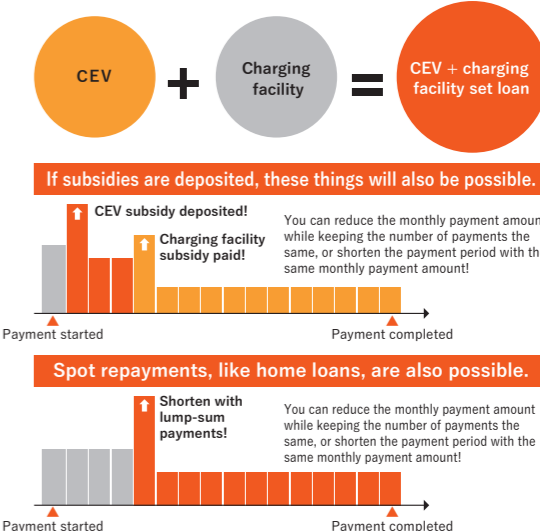 CEV
+
Charging
facility
=
CEV + charging
facility set loan
If subsidies are deposited, these things will also be possible.
CEV subsidy deposited!
Charging facility
subsidy paid!
You can reduce the monthly payment
while keeping the number of payments the
same, or shorten the payment period with
same monthly payment amount!
Payment started
Payment completed
Spot repayments, like home loans, are also possible.
Shorten with
lump-sum
payments!
You can reduce the monthly payment amount
while keeping the number of payments the
same, or shorten the payment period with the
same monthly payment amount!
Payment started
Payment completed